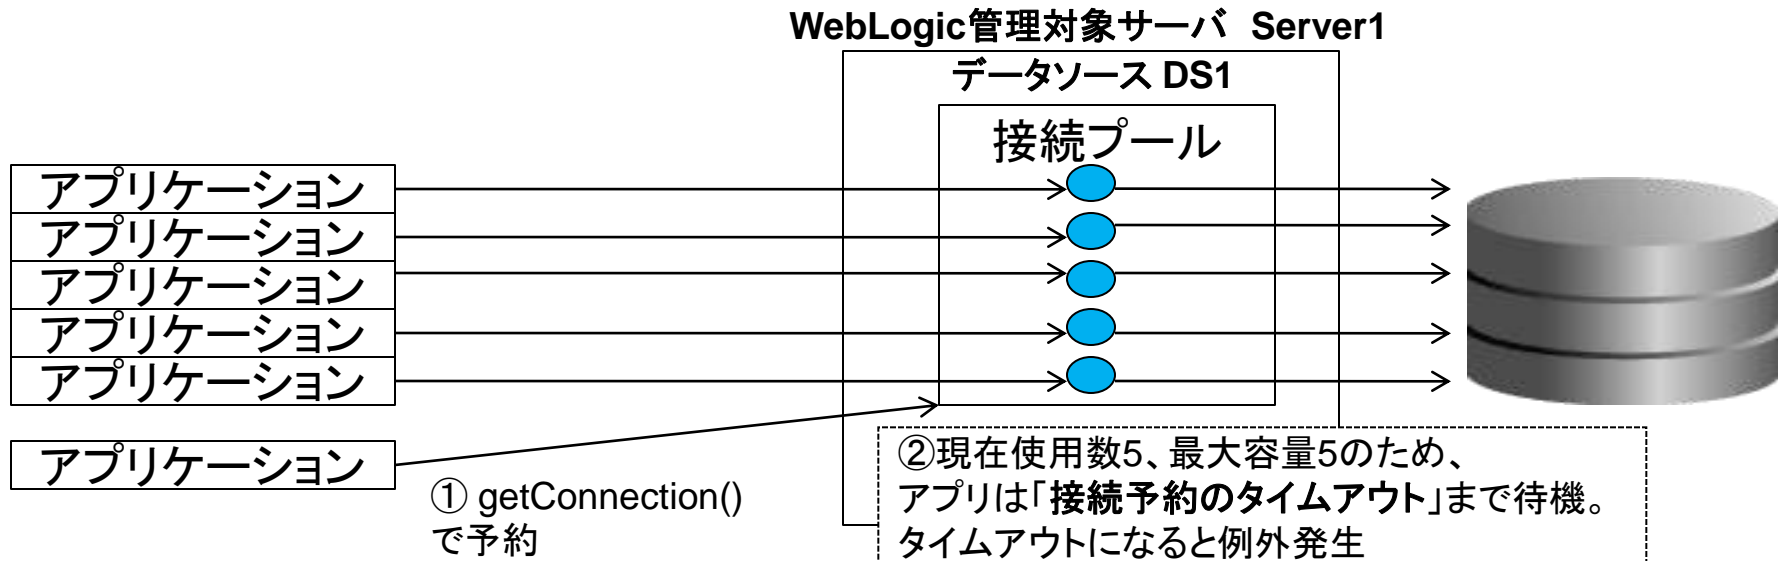 WebLogic管理対象サーバ Server1
データソース DS1
接続プール
アプリケーション
アプリケーション
アプリケーション
アプリケーション
アプリケーション
アプリケーション
① getConnection()
で予約
②現在使用数5、最大容量5のため、
アプリは「接続予約のタイムアウト」まで待機。
タイムアウトになると例外発生